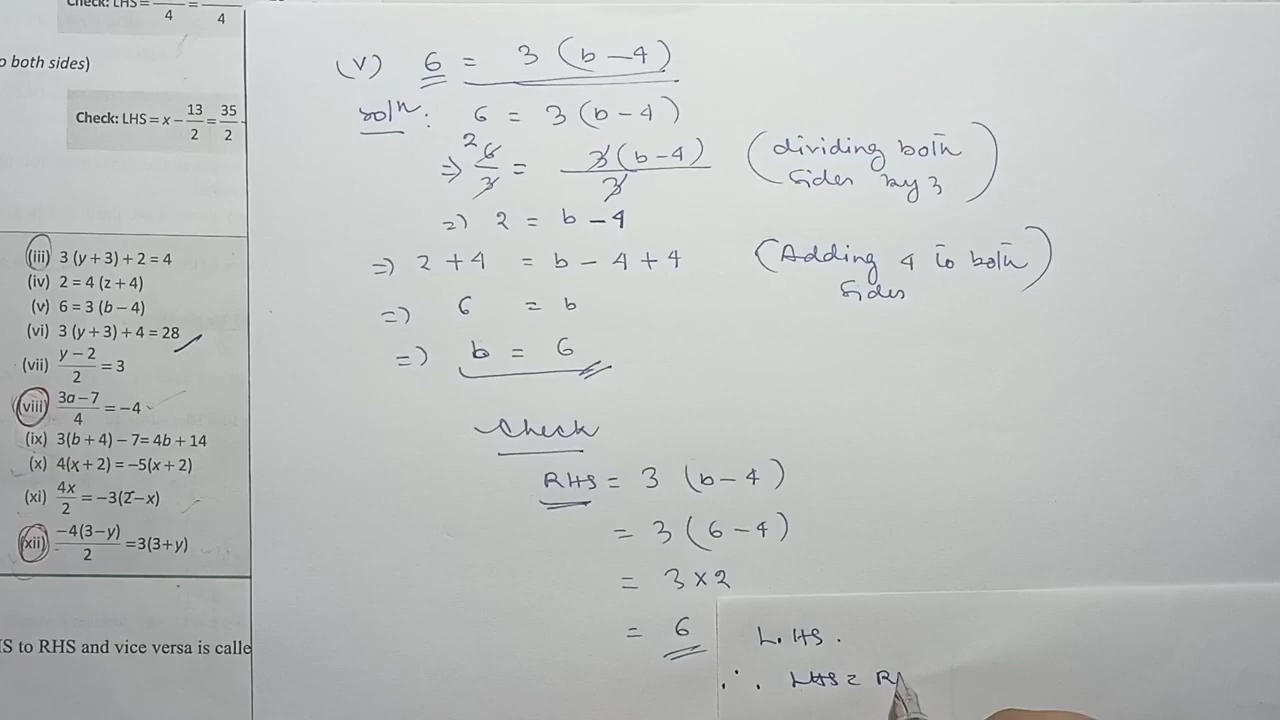 Check: LHS = 4 = 4
o both sides)
Check: LHS = x − 13/2 = 35/2 -
(iii) 3 (y + 3) + 2 = 4
(iv) 2 = 4 (z + 4)
(v) 6 = 3 (b − 4)
(vi) 3 (y + 3) + 4 = 28
(vii) y − 2/2 = 3
(viii) 3a − 7/4 = −4
(ix) 3(b + 4) − 7 = 4b + 14
(x) 4(x + 2) = −5(x + 2)
(xi) 4x/2 = −3(2 − x)
(xii) −4(3−y)/2 = 3(3+y)
IS to RHS and vice versa is calle
(v) 6 = 3 (b − 4)
soln: 6 = 3 (b − 4)
⇒ 2 6/3 = 3(b − 4)/3 (dividing both sides by 3)
⇒ 2 = b − 4
⇒ 2 + 4 = b − 4 + 4 (Adding 4 to both sides)
⇒ 6 = b
⇒ b = 6
Check
RHS = 3 (b − 4)
= 3 (6 − 4)
= 3 × 2
= 6 L.HS.
∴ LHS = R